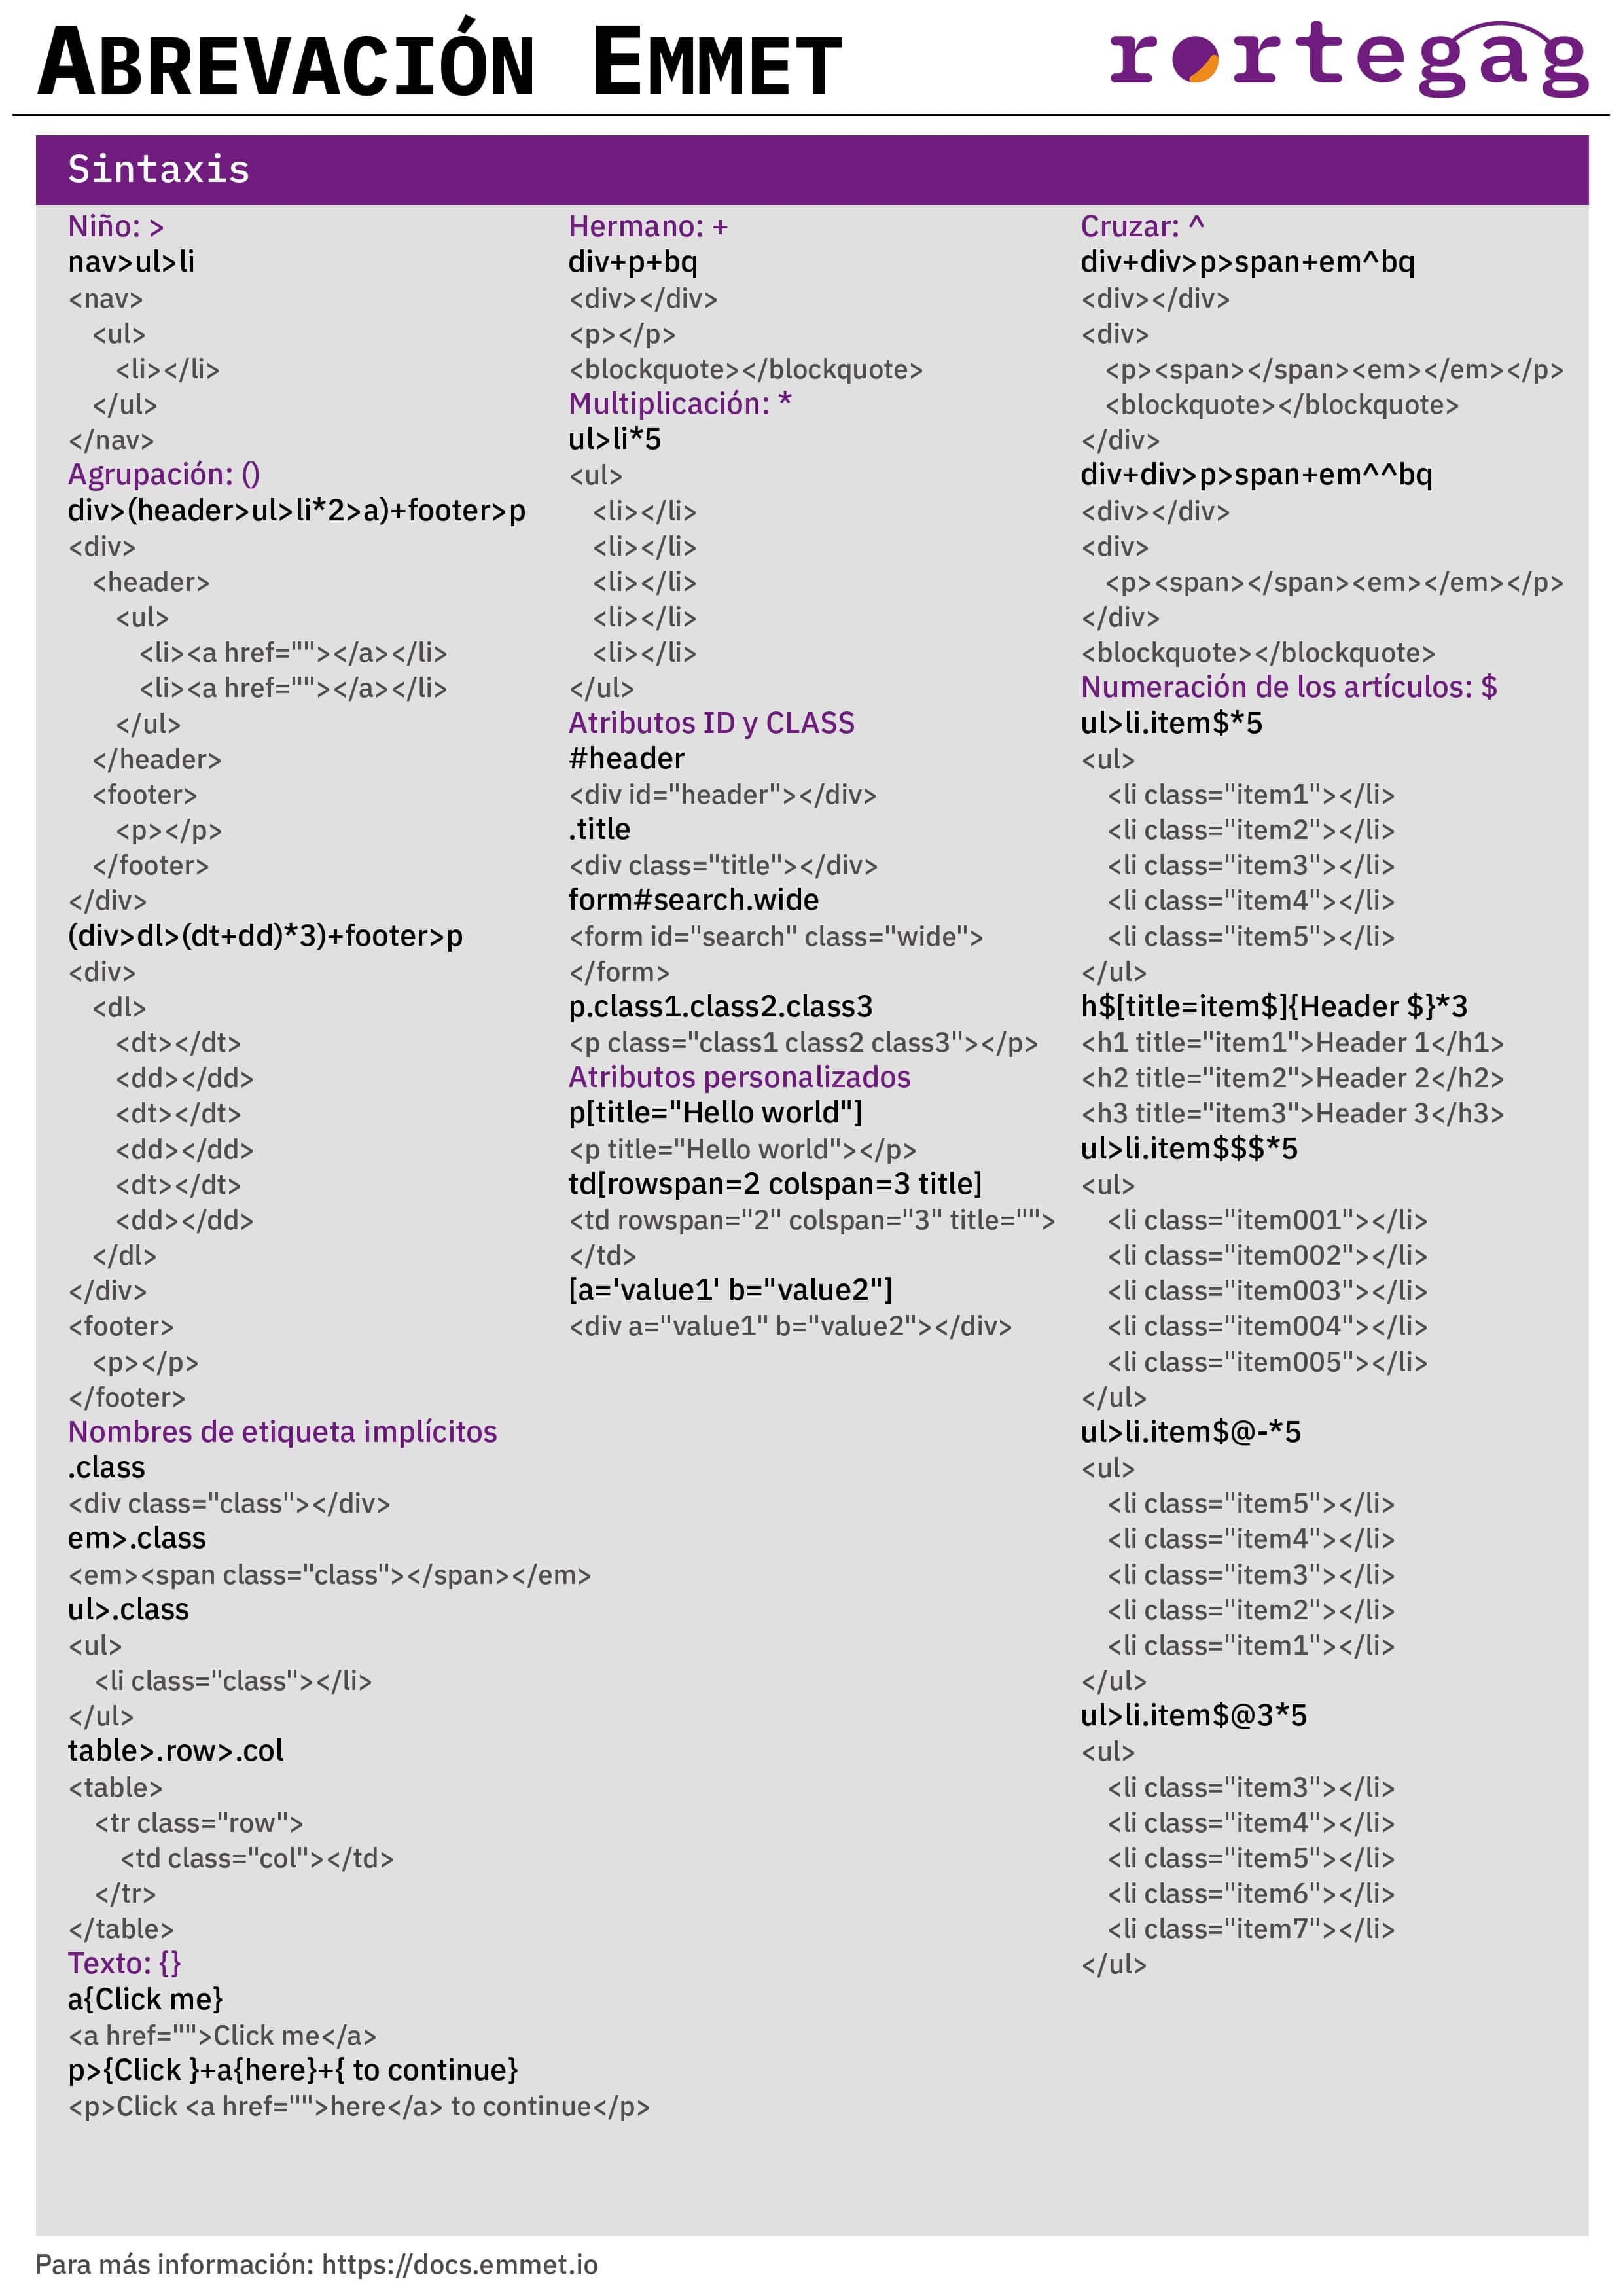 ABREVACIÓN EMMET
rortegag
Sintaxis
Niño: >
nav>ul>li
<nav>
<ul>
<li></li>
</ul>
</nav>
Agrupación: ()
div>(header>ul>li*2>a)+footer>p
<div>
<header>
<ul>
<li><a href=""></a></li>
<li><a href=""></a></li>
</ul>
</header>
<footer>
<p></p>
</footer>
</div>
(div>dl>(dt+dd)*3)+footer>p
<div>
<dl>
<dt></dt>
<dd></dd>
<dt></dt>
<dd></dd>
<dt></dt>
<dd></dd>
</dl>
</div>
<footer>
<p></p>
</footer>
Nombres de etiqueta implícitos
.class
<div class="class"></div>
em>.class
<em><span class="class"></span></em>
ul>.class
<ul>
<li class="class"></li>
</ul>
table>.row>.col
<table>
<tr class="row">
<td class="col"></td>
</tr>
</table>
Texto: {}
a{Click me}
<a href="">Click me</a>
p>{Click }+a{here}+{ to continue}
<p>Click <a href="">here</a> to continue</p>
Hermano: +
div+p+bq
<div></div>
<p></p>
<blockquote></blockquote>
Multiplicación: *
ul>li*5
<ul>
<li></li>
<li></li>
<li></li>
<li></li>
<li></li>
</ul>
Atributos ID y CLASS
#header
<div id="header"></div>
.title
<div class="title"></div>
form#search.wide
<form id="search" class="wide">
</form>
p.class1.class2.class3
<p class="class1 class2 class3"></p>
Atributos personalizados
p[title="Hello world"]
<p title="Hello world"></p>
td[rowspan=2 colspan=3 title]
<td rowspan="2" colspan="3" title="">
</td>
[a='value1' b="value2"]
<div a="value1" b="value2"></div>
Cruzar: ^
div+div>p>span+em^bq
<div></div>
<div>
<p><span></span><em></em></p>
<blockquote></blockquote>
</div>
div+div>p>span+em^^bq
<div></div>
<div>
<p><span></span><em></em></p>
</div>
<blockquote></blockquote>
Numeración de los artículos: $
ul>li.item$*5
<ul>
<li class="item1"></li>
<li class="item2"></li>
<li class="item3"></li>
<li class="item4"></li>
<li class="item5"></li>
</ul>
h$[title=item$]{Header $}*3
<h1 title="item1">Header 1</h1>
<h2 title="item2">Header 2</h2>
<h3 title="item3">Header 3</h3>
ul>li.item$$$*5
<ul>
<li class="item001"></li>
<li class="item002"></li>
<li class="item003"></li>
<li class="item004"></li>
<li class="item005"></li>
</ul>
ul>li.item$@-*5
<ul>
<li class="item5"></li>
<li class="item4"></li>
<li class="item3"></li>
<li class="item2"></li>
<li class="item1"></li>
</ul>
ul>li.item$@3*5
<ul>
<li class="item3"></li>
<li class="item4"></li>
<li class="item5"></li>
<li class="item6"></li>
<li class="item7"></li>
</ul>
Para más información: https://docs.emmet.io